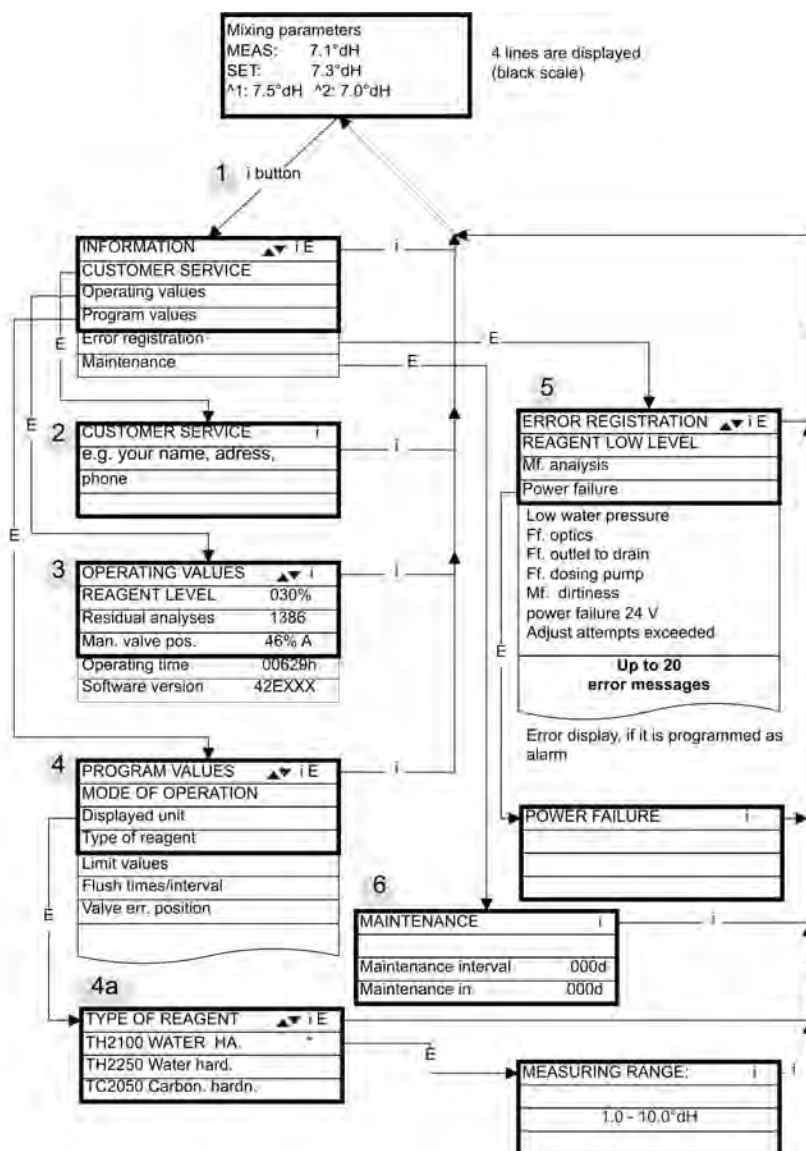 Mixing parameters
MEAS: 7.1°dH
SET: 7.3°dH
^1: 7.5°dH ^2: 7.0°dH
4 lines are displayed
(black scale)
1 i button
INFORMATION ▲▼ i E
CUSTOMER SERVICE
Operating values
Program values
Error registration
Maintenance
i
E
E
E
E
E
2
CUSTOMER SERVICE i
e.g. your name, adress,
phone
i
3
OPERATING VALUES ▲▼ i
REAGENT LEVEL 030%
Residual analyses 1386
Man. valve pos. 46% A
Operating time 00629h
Software version 42EXXX
i
4
PROGRAM VALUES ▲▼ i E
MODE OF OPERATION
Displayed unit
Type of reagent
Limit values
Flush times/interval
Valve err. position
i
E
4a
TYPE OF REAGENT ▲▼ i E
TH2100 WATER HA. *
TH2250 Water hard.
TC2050 Carbon. hardn.
E
5
ERROR REGISTRATION ▲▼ i E
REAGENT LOW LEVEL
Mf. analysis
Power failure
Low water pressure
Ff. optics
Ff. outlet to drain
Ff. dosing pump
Mf. dirtiness
power failure 24 V
Adjust attempts exceeded
Up to 20
error messages
Error display, if it is programmed as
alarm
E
i
POWER FAILURE i
6
MAINTENANCE i
Maintenance interval 000d
Maintenance in 000d
i
MEASURING RANGE: i
1.0 - 10.0°dH
i